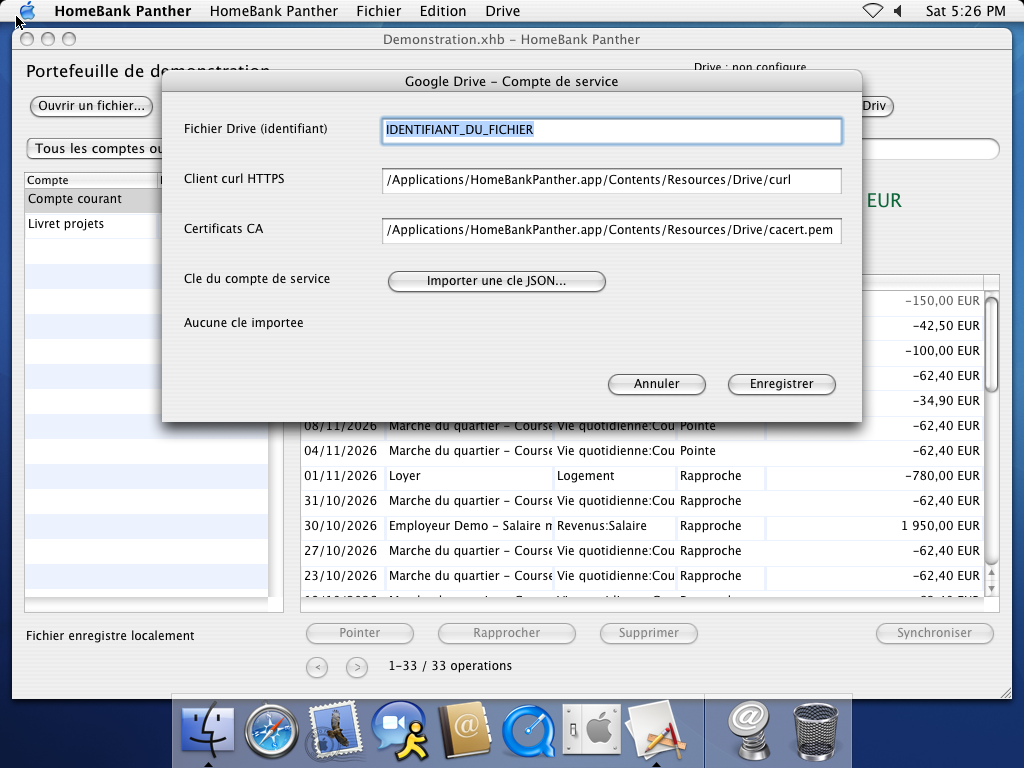 HomeBank Panther HomeBank Panther Fichier Edition Drive Sat 5:26 PM
Demonstration.xhb – HomeBank Panther
Portefeuille de demonstration
Drive : non configure
Google Drive – Compte de service
Ouvrir un fichier... Driv
Tous les comptes ou
Fichier Drive (identifiant) IDENTIFIANT_DU_FICHIER
Client curl HTTPS /Applications/HomeBankPanther.app/Contents/Resources/Drive/curl
Certificats CA /Applications/HomeBankPanther.app/Contents/Resources/Drive/cacert.pem
Cle du compte de service Importer une cle JSON...
Aucune cle importee
Annuler Enregistrer
Compte
Compte courant
Livret projets
EUR
−150,00 EUR
−42,50 EUR
−100,00 EUR
−62,40 EUR
−34,90 EUR
08/11/2026 Marche du quartier – Course Vie quotidienne:Cou Pointe −62,40 EUR
04/11/2026 Marche du quartier – Course Vie quotidienne:Cou Pointe −62,40 EUR
01/11/2026 Loyer Logement Rapproche −780,00 EUR
31/10/2026 Marche du quartier – Course Vie quotidienne:Cou Rapproche −62,40 EUR
30/10/2026 Employeur Demo – Salaire m Revenus:Salaire Rapproche 1 950,00 EUR
27/10/2026 Marche du quartier – Course Vie quotidienne:Cou Rapproche −62,40 EUR
23/10/2026 Marche du quartier – Course Vie quotidienne:Cou Rapproche −62,40 EUR
Fichier enregistre localement
Pointer Rapprocher Supprimer Synchroniser
< > 1–33 / 33 operations